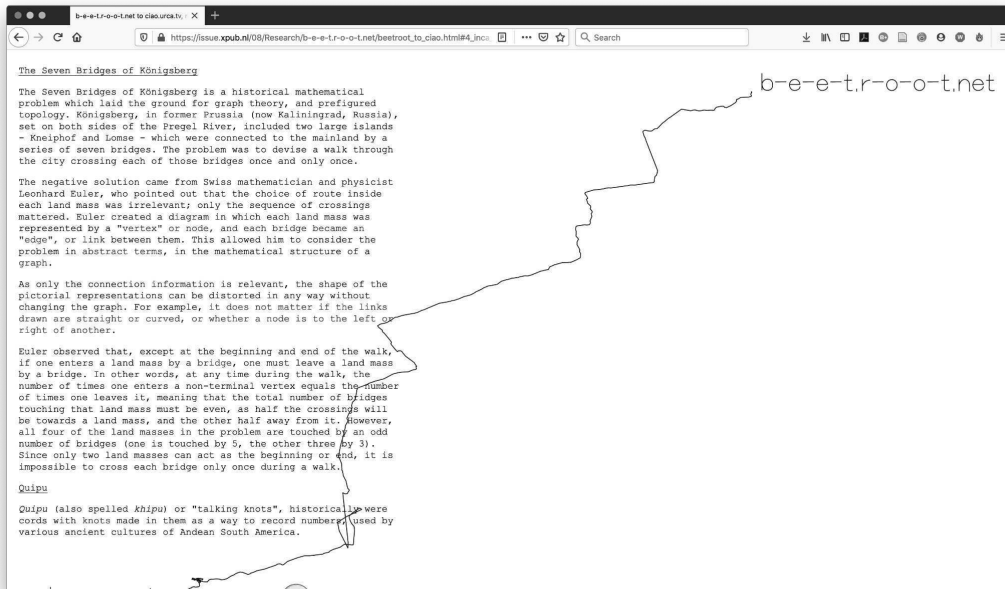 b-e-e-t.r-o-o-t.net to ciao.urca.tv,
https://issue.xpub.nl/08/Research/b-e-e-t.r-o-o-t.net/beetroot_to_ciao.html#4_inca
Search
b-e-e-t.r-o-o-t.net
The Seven Bridges of Königsberg
The Seven Bridges of Königsberg is a historical mathematical
problem which laid the ground for graph theory, and prefigured
topology. Königsberg, in former Prussia (now Kaliningrad, Russia),
set on both sides of the Pregel River, included two large islands
- Kneiphof and Lomse - which were connected to the mainland by a
series of seven bridges. The problem was to devise a walk through
the city crossing each of those bridges once and only once.
The negative solution came from Swiss mathematician and physicist
Leonhard Euler, who pointed out that the choice of route inside
each land mass was irrelevant; only the sequence of crossings
mattered. Euler created a diagram in which each land mass was
represented by a "vertex" or node, and each bridge became an
"edge", or link between them. This allowed him to consider the
problem in abstract terms, in the mathematical structure of a
graph.
As only the connection information is relevant, the shape of the
pictorial representations can be distorted in any way without
changing the graph. For example, it does not matter if the links
drawn are straight or curved, or whether a node is to the left or
right of another.
Euler observed that, except at the beginning and end of the walk,
if one enters a land mass by a bridge, one must leave a land mass
by a bridge. In other words, at any time during the walk, the
number of times one enters a non-terminal vertex equals the number
of times one leaves it, meaning that the total number of bridges
touching that land mass must be even, as half the crossings will
be towards a land mass, and the other half away from it. However,
all four of the land masses in the problem are touched by an odd
number of bridges (one is touched by 5, the other three by 3).
Since only two land masses can act as the beginning or end, it is
impossible to cross each bridge only once during a walk.
Quipu
Quipu (also spelled khipu) or "talking knots", historically were
cords with knots made in them as a way to record numbers, used by
various ancient cultures of Andean South America.